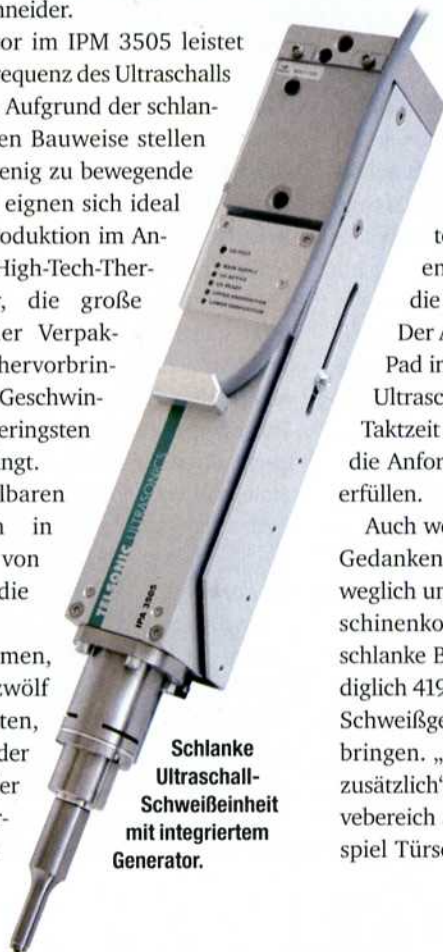 hneider.
or im IPM 3505 leistet
requenz des Ultraschalls
Aufgrund der schlan-
en Bauweise stellen
enig zu bewegende
eignen sich ideal
oduktion im An-
High-Tech-Ther-
die große
er Verpak-
hervorbrin-
Geschwin-
eringsten
ngt.
lbaren
in
von
die
men,
zwölf
ten,
der
er
r-
TELSONIC ULTRASONICS
IPA 3505
Schlanke
Ultraschall-
Schweißeinheit
mit integriertem
Generator.
te
en
die
Der A
Pad in
Ultrasc
Taktzeit
die Anfor
erfüllen.
Auch we
Gedanken
weglich un
schinenko
schlanke B
diglich 419
Schweißge
bringen. „
zusätzlich“
vebereich
spiel Türs